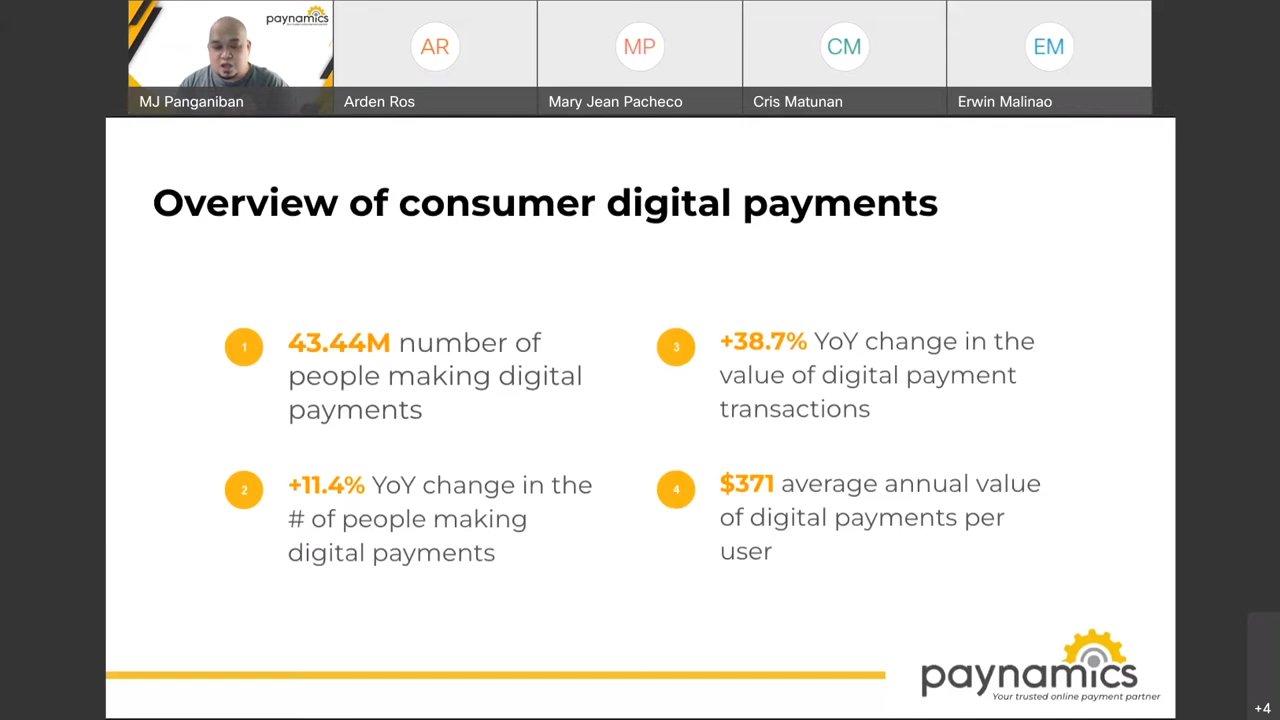 paynamics
AR
MP
CM
EM
MJ Panganiban
Arden Ros
Mary Jean Pacheco
Cris Matunan
Erwin Malinao
Overview of consumer digital payments
1
43.44M number of
people making digital
payments
2
+11.4% YoY change in the
# of people making
digital payments
3
+38.7% YoY change in the
value of digital payment
transactions
4
$371 average annual value
of digital payments per
user
paynamics
Your trusted online payment partner
+4